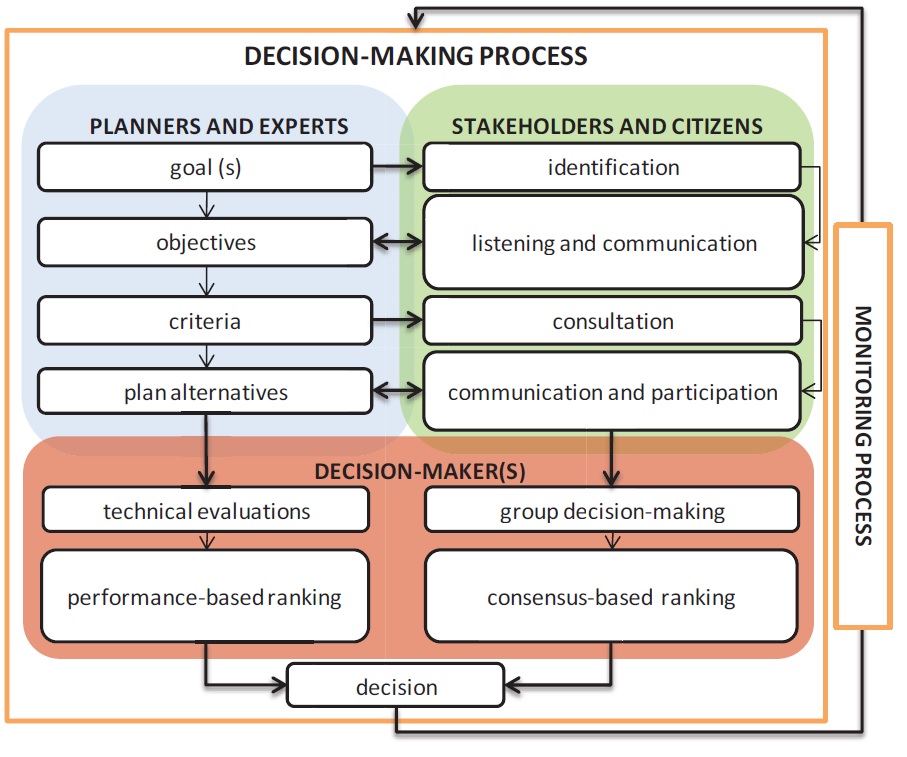 DECISION-MAKING PROCESS
PLANNERS AND EXPERTS
goal (s)
objectives
criteria
plan alternatives
STAKEHOLDERS AND CITIZENS
identification
listening and communication
consultation
communication and participation
DECISION-MAKER(S)
technical evaluations
performance-based ranking
group decision-making
consensus-based ranking
decision
MONITORING PROCESS